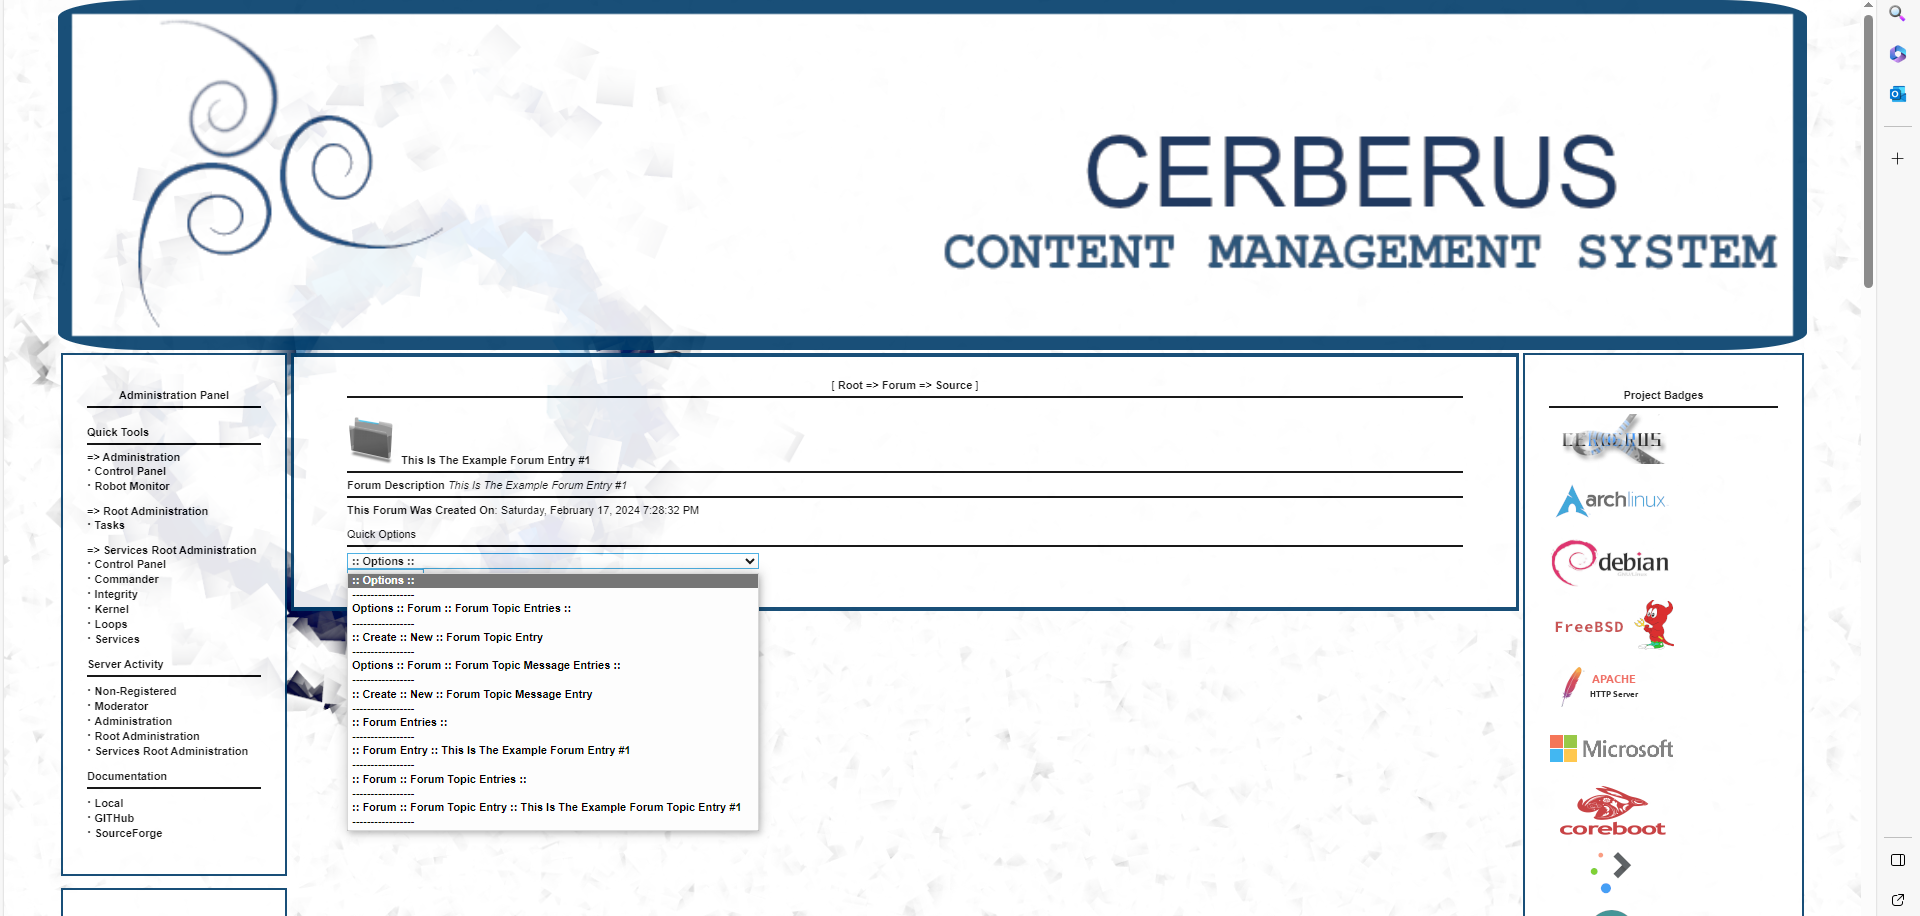 CERBERUS
CONTENT MANAGEMENT SYSTEM
Administration Panel
Quick Tools
=> Administration
· Control Panel
· Robot Monitor
=> Root Administration
· Tasks
=> Services Root Administration
· Control Panel
· Commander
· Integrity
· Kernel
· Loops
· Services
Server Activity
· Non-Registered
· Moderator
· Administration
· Root Administration
· Services Root Administration
Documentation
· Local
· GITHub
· SourceForge
[ Root => Forum => Source ]
This Is The Example Forum Entry #1
Forum Description This Is The Example Forum Entry #1
This Forum Was Created On: Saturday, February 17, 2024 7:28:32 PM
Quick Options
:: Options ::
:: Options ::
-----------------
Options :: Forum :: Forum Topic Entries ::
-----------------
:: Create :: New :: Forum Topic Entry
-----------------
Options :: Forum :: Forum Topic Message Entries ::
-----------------
:: Create :: New :: Forum Topic Message Entry
-----------------
:: Forum Entries ::
-----------------
:: Forum Entry :: This Is The Example Forum Entry #1
-----------------
:: Forum :: Forum Topic Entries ::
-----------------
:: Forum :: Forum Topic Entry :: This Is The Example Forum Topic Entry #1
-----------------
Project Badges
CERBERUS
archlinux
debian
FreeBSD
APACHE
HTTP Server
Microsoft
coreboot